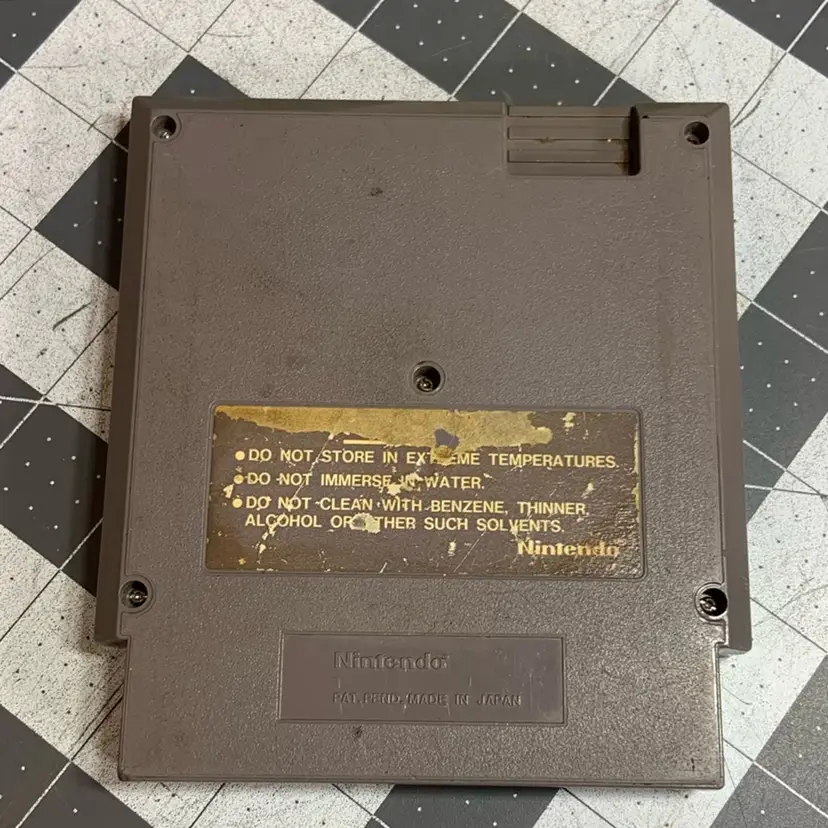 ●DO NOT STORE IN EXTREME TEMPERATURES.
●DO NOT IMMERSE IN WATER.
●DO NOT CLEAN WITH BENZENE, THINNER,
ALCOHOL OR OTHER SUCH SOLVENTS.
Nintendo
Nintendo
PAT. PEND. MADE IN JAPAN